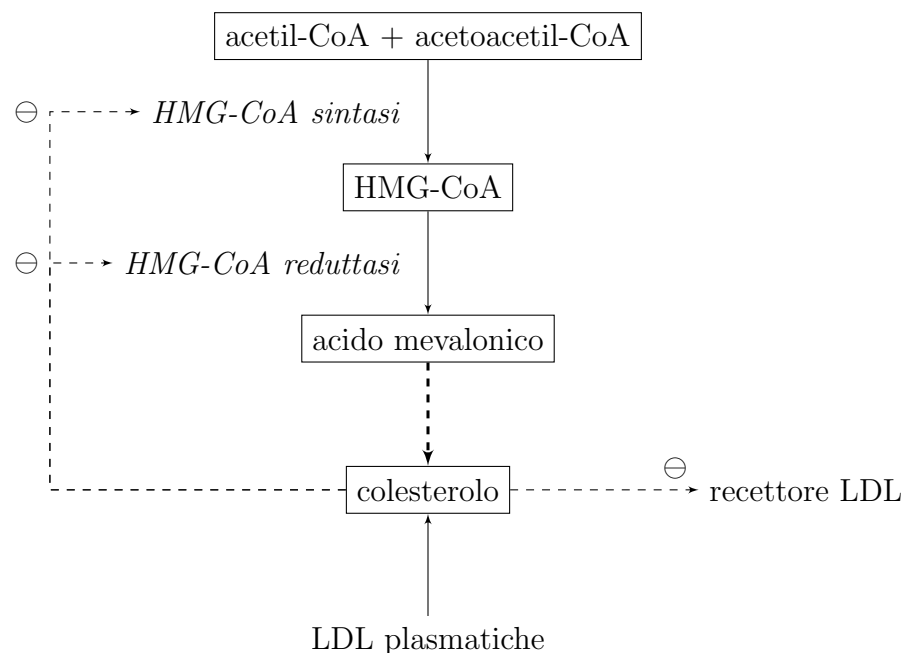 acetil-CoA + acetoacetil-CoA
⊖
HMG-CoA sintasi
HMG-CoA
⊖
HMG-CoA reduttasi
acido mevalonico
⊖
colesterolo
recettore LDL
LDL plasmatiche